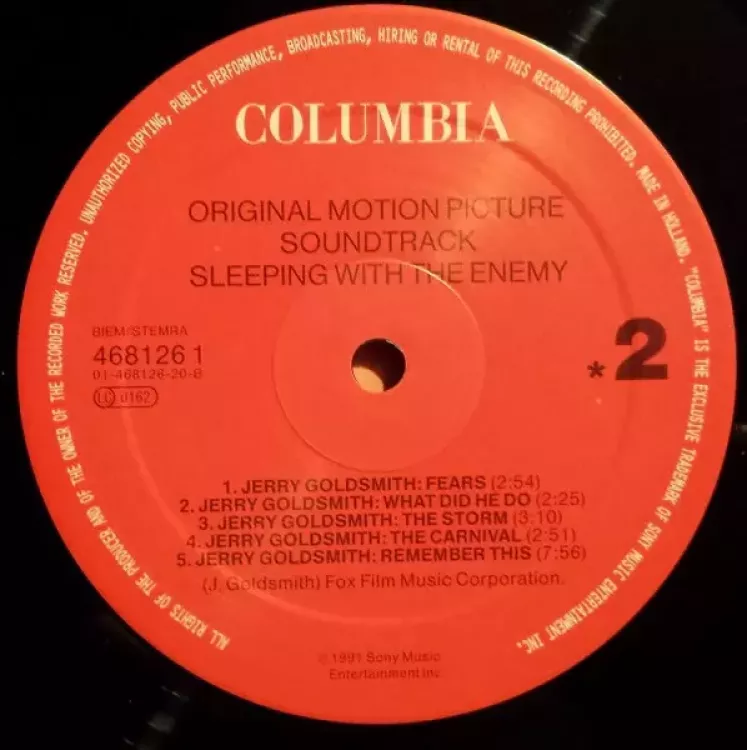 ALL RIGHTS OF THE PRODUCER AND OF THE OWNER OF THE RECORDED WORK RESERVED. UNAUTHORIZED COPYING, PUBLIC PERFORMANCE, BROADCASTING, HIRING OR RENTAL OF THIS RECORDING PROHIBITED. MADE IN HOLLAND. "COLUMBIA" IS THE EXCLUSIVE TRADEMARK OF SONY MUSIC ENTERTAINMENT INC.
COLUMBIA
ORIGINAL MOTION PICTURE
SOUNDTRACK
SLEEPING WITH THE ENEMY
BIEM/STEMRA
468126 1
01-468126-20-B
LC 0162
*2
1. JERRY GOLDSMITH: FEARS (2:54)
2. JERRY GOLDSMITH: WHAT DID HE DO (2:25)
3. JERRY GOLDSMITH: THE STORM (3:10)
4. JERRY GOLDSMITH: THE CARNIVAL (2:51)
5. JERRY GOLDSMITH: REMEMBER THIS (7:56)
(J. Goldsmith) Fox Film Music Corporation.
℗ 1991 Sony Music
Entertainment Inc.